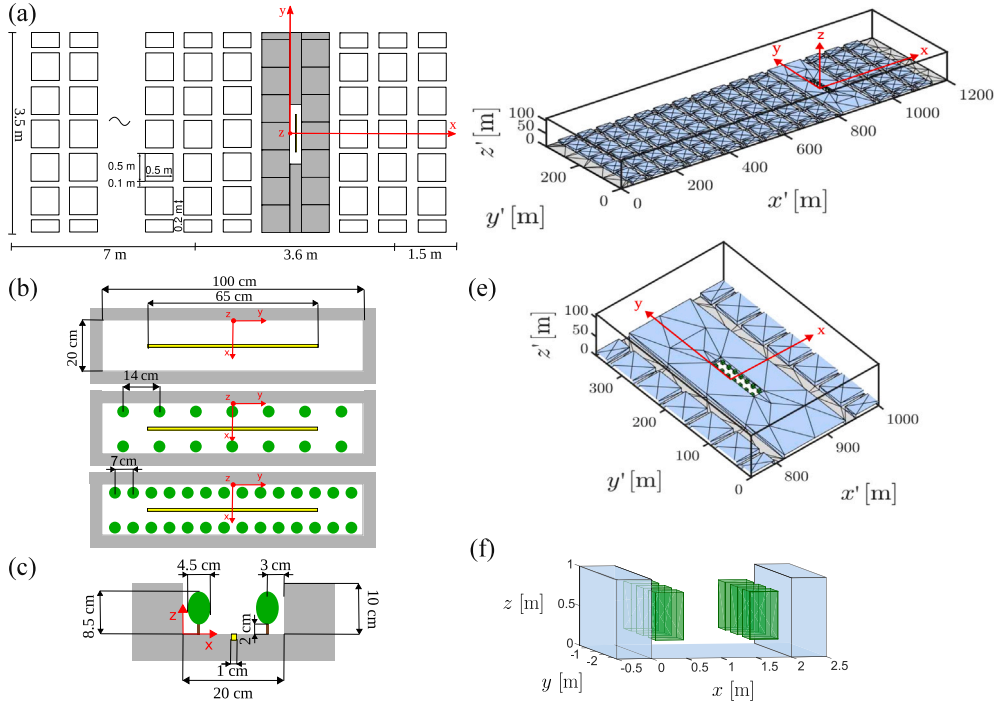 (a)
y
x
z
3.5 m
0.5 m
0.5 m
0.1 m
0.2 m
7 m
3.6 m
1.5 m
z
y
x
100
50
0
z' [m]
200
0
y' [m]
0
200
400
600
800
1000
1200
x' [m]
(b)
100 cm
65 cm
20 cm
z
y
x
14 cm
z
y
x
7 cm
z
y
x
(c)
4.5 cm
3 cm
8.5 cm
10 cm
2 cm
z
x
1 cm
20 cm
(e)
y
x
100
50
0
z' [m]
300
200
100
0
y' [m]
800
900
1000
x' [m]
(f)
1
0.5
0
z [m]
-1
-2
y [m]
-0.5
0
0.5
1
1.5
2
2.5
x [m]